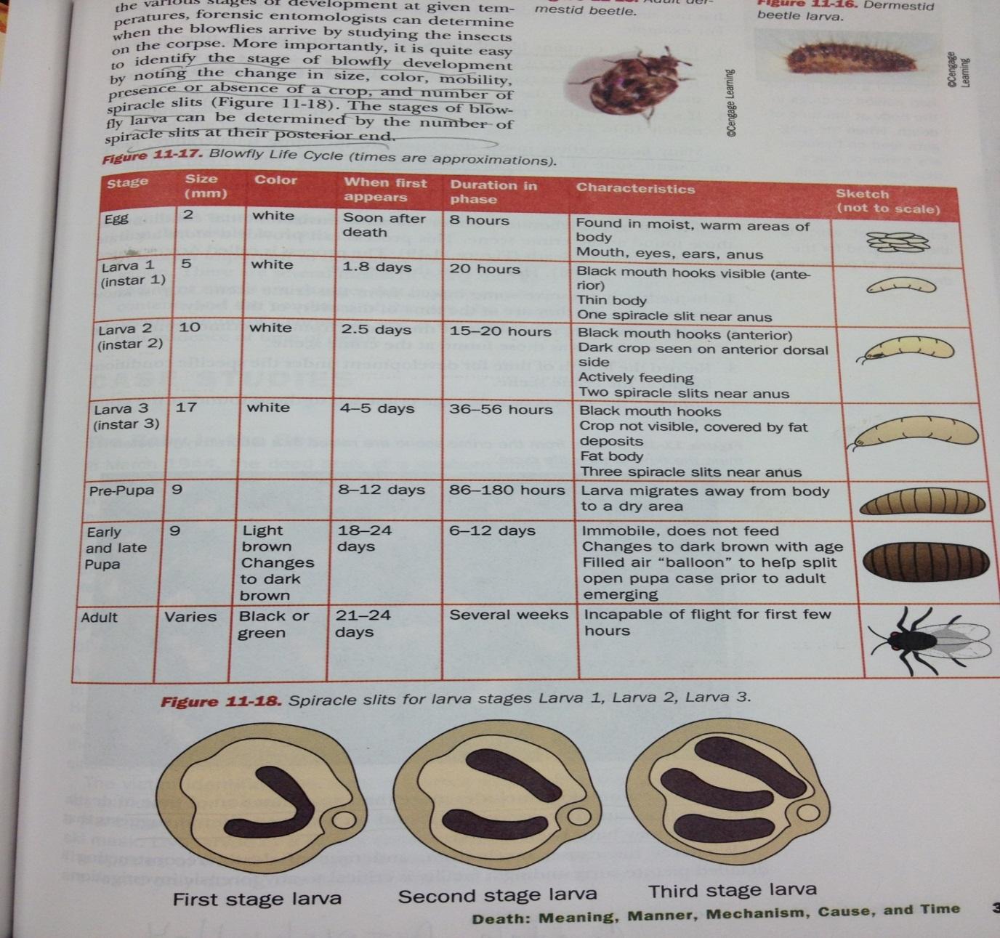 the various stages of development at given tem-
peratures, forensic entomologists can determine
when the blowflies arrive by studying the insects
on the corpse. More importantly, it is quite easy
to identify the stage of blowfly development
by noting the change in size, color, mobility,
presence or absence of a crop, and number of
spiracle slits (Figure 11-18). The stages of blow-
fly larva can be determined by the number of
spiracle slits at their posterior end.
mestid beetle.
©Cengage Learning
Figure 11-16. Dermestid
beetle larva.
©Cengage
Learning
Figure 11-17. Blowfly Life Cycle (times are approximations).
Stage Size (mm) Color When first appears Duration in phase Characteristics Sketch (not to scale)
Egg 2 white Soon after death 8 hours Found in moist, warm areas of
body
Mouth, eyes, ears, anus
Larva 1 (instar 1) 5 white 1.8 days 20 hours Black mouth hooks visible (ante-
rior)
Thin body
One spiracle slit near anus
Larva 2 (instar 2) 10 white 2.5 days 15–20 hours Black mouth hooks (anterior)
Dark crop seen on anterior dorsal
side
Actively feeding
Two spiracle slits near anus
Larva 3 (instar 3) 17 white 4–5 days 36–56 hours Black mouth hooks
Crop not visible, covered by fat
deposits
Fat body
Three spiracle slits near anus
Pre-Pupa 9 8–12 days 86–180 hours Larva migrates away from body
to a dry area
Early and late Pupa 9 Light brown Changes to dark brown 18–24 days 6–12 days Immobile, does not feed
Changes to dark brown with age
Filled air “balloon” to help split
open pupa case prior to adult
emerging
Adult Varies Black or green 21–24 days Several weeks Incapable of flight for first few
hours
Figure 11-18. Spiracle slits for larva stages Larva 1, Larva 2, Larva 3.
First stage larva
Second stage larva
Third stage larva
Death: Meaning, Manner, Mechanism, Cause, and Time